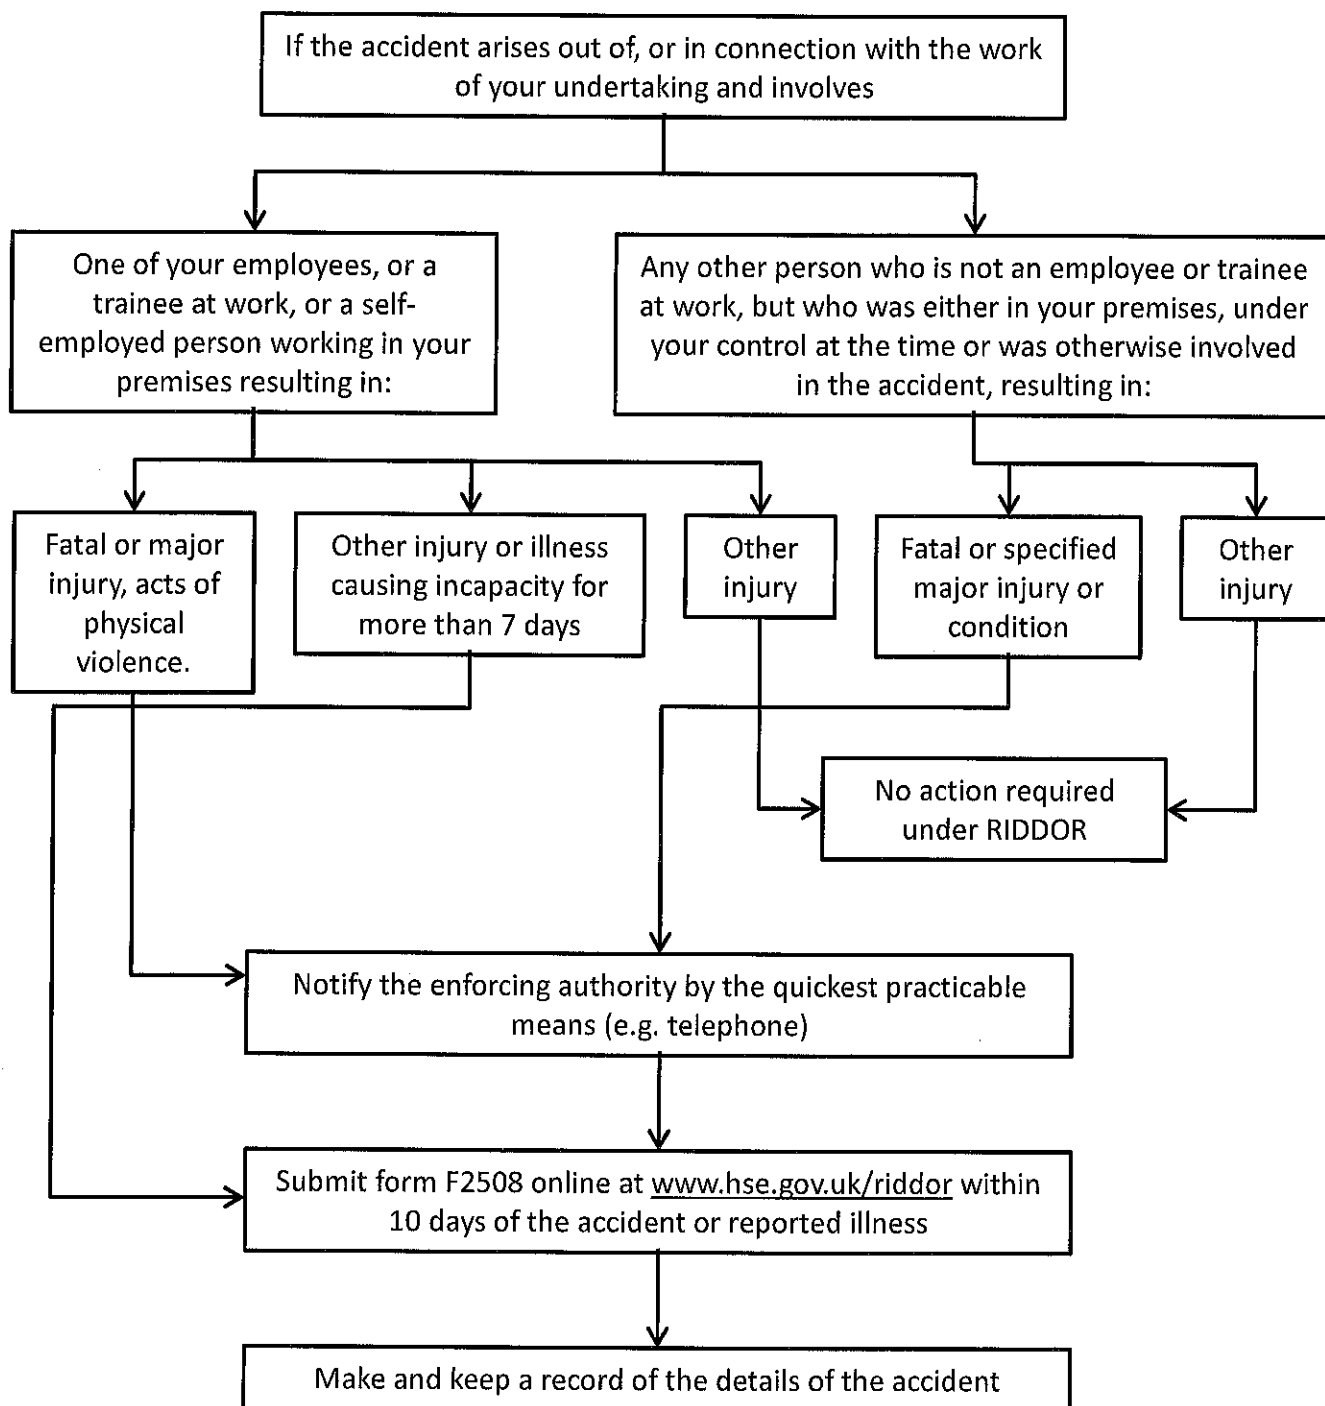 If the accident arises out of, or in connection with the work
of your undertaking and involves
One of your employees, or a
trainee at work, or a self-
employed person working in your
premises resulting in:
Any other person who is not an employee or trainee
at work, but who was either in your premises, under
your control at the time or was otherwise involved
in the accident, resulting in:
Fatal or major
injury, acts of
physical
violence.
Other injury or illness
causing incapacity for
more than 7 days
Other
injury
Fatal or specified
major injury or
condition
Other
injury
No action required
under RIDDOR
Notify the enforcing authority by the quickest practicable
means (e.g. telephone)
Submit form F2508 online at www.hse.gov.uk/riddor within
10 days of the accident or reported illness
Make and keep a record of the details of the accident